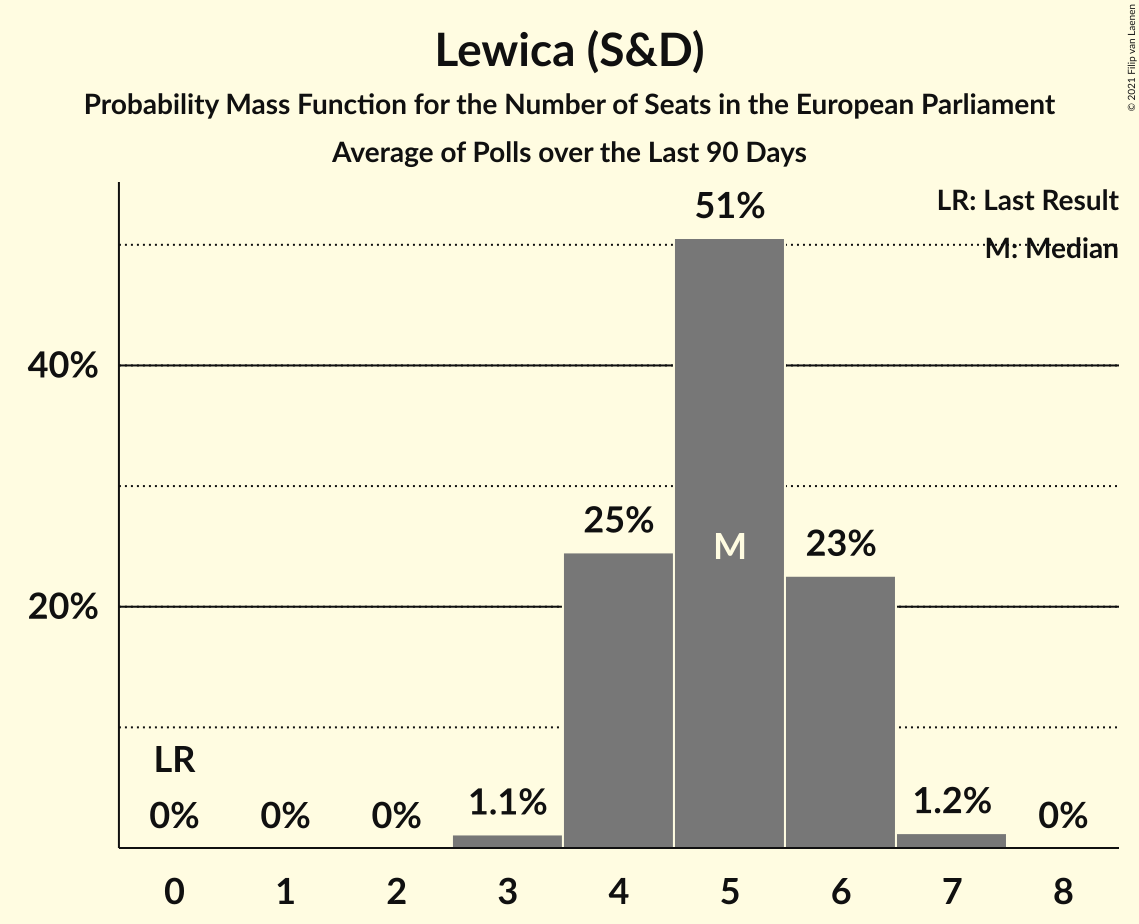 Lewica (S&D)
Probability Mass Function for the Number of Seats in the European Parliament
Average of Polls over the Last 90 Days
© 2021 Filip van Laenen
LR: Last Result
M: Median
51%
40%
25%
M
23%
20%
LR
0%
0%
0%
1.1%
1.2%
0%
0
1
2
3
4
5
6
7
8